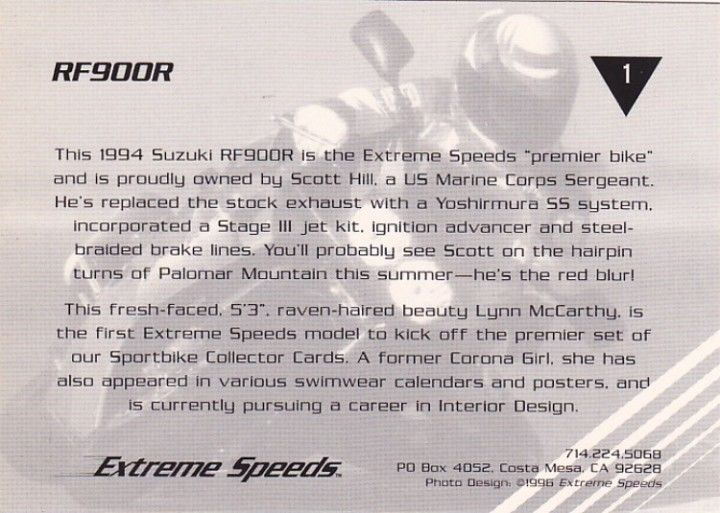 RF900R
1
This 1994 Suzuki RF900R is the Extreme Speeds "premier bike"
and is proudly owned by Scott Hill, a US Marine Corps Sergeant.
He's replaced the stock exhaust with a Yoshirmura SS system,
incorporated a Stage III jet kit, ignition advancer and steel-
braided brake lines. You'll probably see Scott on the hairpin
turns of Palomar Mountain this summer—he's the red blur!
This fresh-faced, 5'3", raven-haired beauty Lynn McCarthy, is
the first Extreme Speeds model to kick off the premier set of
our Sportbike Collector Cards. A former Corona Girl, she has
also appeared in various swimwear calendars and posters, and
is currently pursuing a career in Interior Design.
Extreme Speeds™
714.224.5068
PO Box 4052, Costa Mesa, CA 92628
Photo Design: ©1996 Extreme Speeds